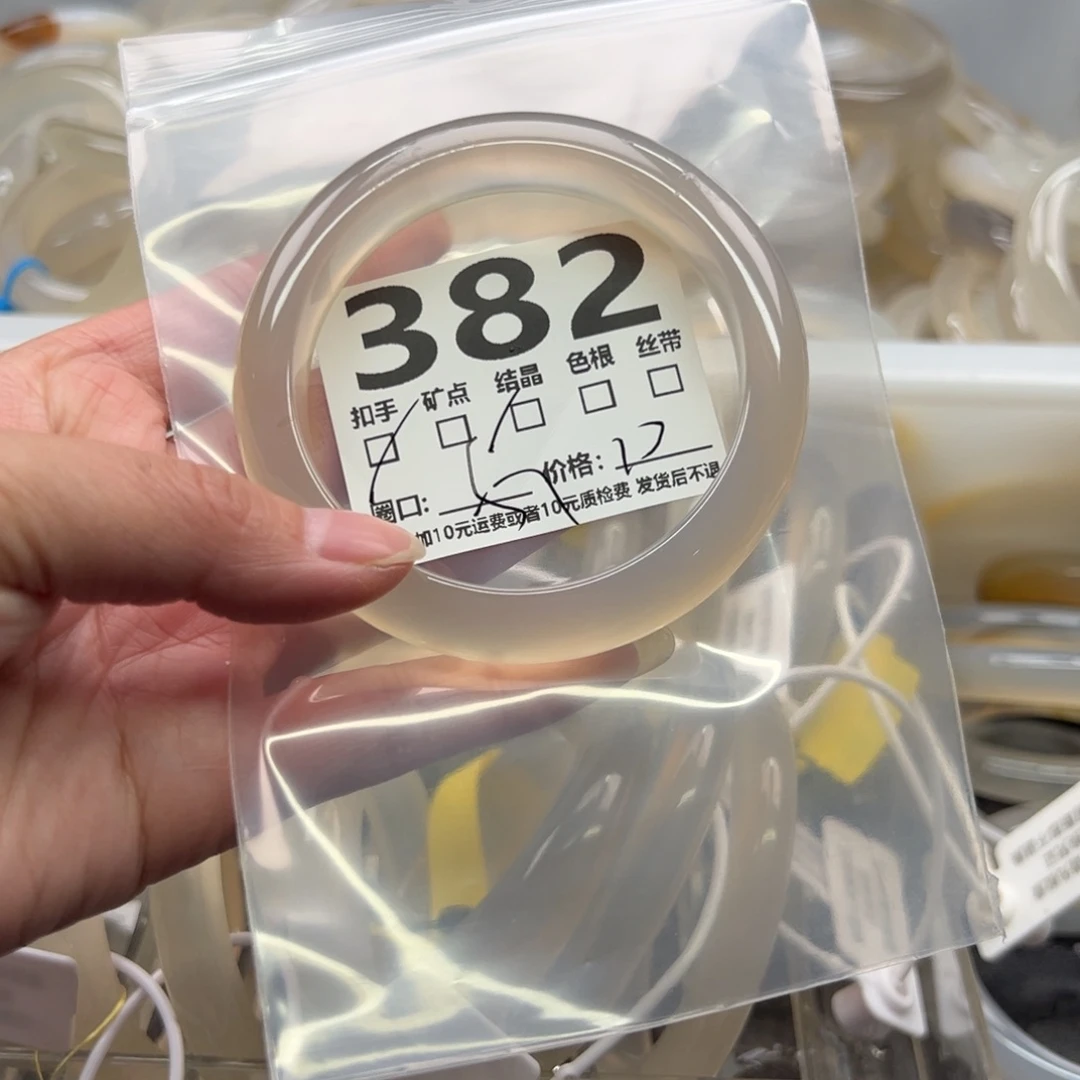 382
扣手 矿点 结晶 色根 丝带
圈口: 价格: 12
加10元运费或者10元质检费 发货后不退